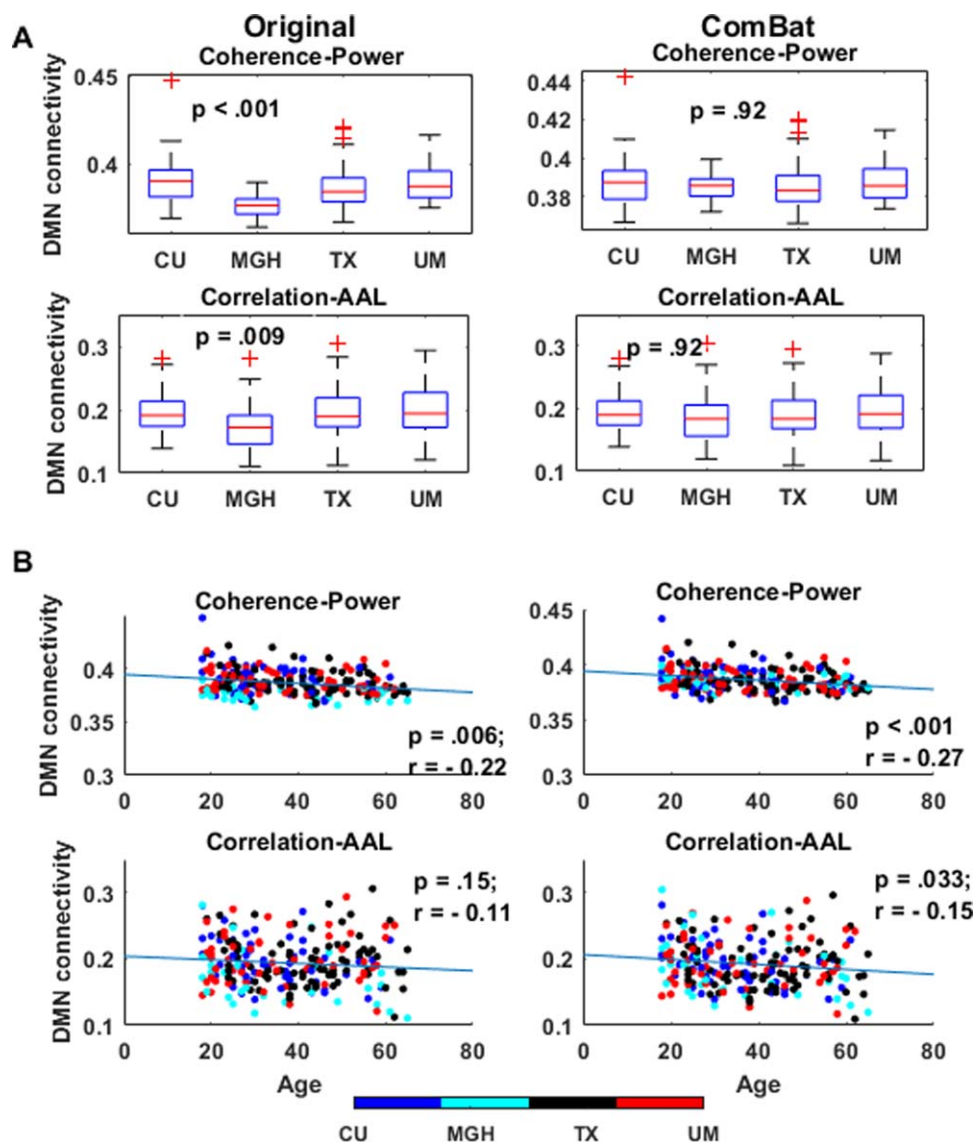 A
Original
ComBat
Coherence-Power
Coherence-Power
DMN connectivity
0.45
0.4
p < .001
CU MGH TX UM
0.44
0.42
0.4
0.38
p = .92
CU MGH TX UM
Correlation-AAL
Correlation-AAL
DMN connectivity
0.3
0.2
0.1
p = .009
CU MGH TX UM
0.3
0.2
0.1
p = .92
CU MGH TX UM
B
Coherence-Power
Coherence-Power
DMN connectivity
0.4
0.35
0.3
p = .006;
r = - 0.22
0 20 40 60 80
0.45
0.4
0.35
0.3
p < .001
r = - 0.27
0 20 40 60 80
Correlation-AAL
Correlation-AAL
DMN connectivity
0.3
0.2
0.1
p = .15;
r = - 0.11
0 20 40 60 80
Age
0.3
0.2
0.1
p = .033;
r = - 0.15
0 20 40 60 80
Age
CU MGH TX UM